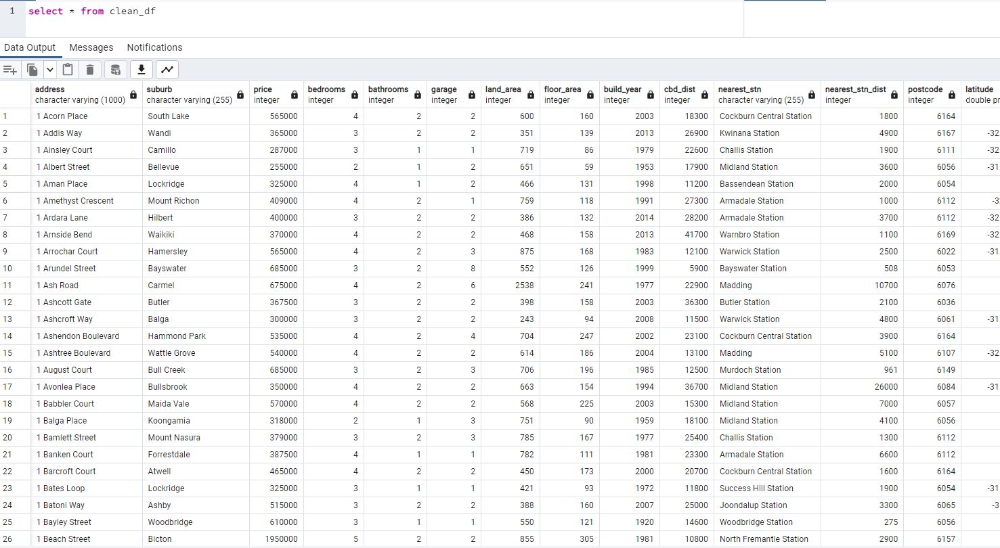 1 select * from clean_df
Data Output Messages Notifications
address suburb price bedrooms bathrooms garage land_area floor_area build_year cbd_dist nearest_stn nearest_stn_dist postcode latitude
character varying (1000) character varying (255) integer integer integer integer integer integer integer integer character varying (255) integer integer double pr
1 1 Acorn Place South Lake 565000 4 2 2 600 160 2003 18300 Cockburn Central Station 1800 6164
2 1 Addis Way Wandi 365000 3 2 2 351 139 2013 26900 Kwinana Station 4900 6167 -32
3 1 Ainsley Court Camillo 287000 3 1 1 719 86 1979 22600 Challis Station 1900 6111 -32
4 1 Albert Street Bellevue 255000 2 1 2 651 59 1953 17900 Midland Station 3600 6056 -31
5 1 Aman Place Lockridge 325000 4 1 2 466 131 1998 11200 Bassendean Station 2000 6054
6 1 Amethyst Crescent Mount Richon 409000 4 2 1 759 118 1991 27300 Armadale Station 1000 6112 -3
7 1 Ardara Lane Hilbert 400000 3 2 2 386 132 2014 28200 Armadale Station 3700 6112 -32
8 1 Arnside Bend Waikiki 370000 4 2 2 468 158 2013 41700 Warnbro Station 1100 6169 -32
9 1 Arrochar Court Hamersley 565000 4 2 3 875 168 1983 12100 Warwick Station 2500 6022 -31
10 1 Arundel Street Bayswater 685000 3 2 8 552 126 1999 5900 Bayswater Station 508 6053
11 1 Ash Road Carmel 675000 4 2 6 2538 241 1977 22900 Madding 10700 6076
12 1 Ashcott Gate Butler 367500 3 2 2 398 158 2003 36300 Butler Station 2100 6036
13 1 Ashcroft Way Balga 300000 3 2 2 243 94 2008 11500 Warwick Station 4800 6061 -31
14 1 Ashendon Boulevard Hammond Park 535000 4 2 4 704 247 2002 23100 Cockburn Central Station 3900 6164
15 1 Ashtree Boulevard Wattle Grove 540000 4 2 2 614 186 2004 13100 Madding 5100 6107 -32
16 1 August Court Bull Creek 685000 3 2 3 706 196 1985 12500 Murdoch Station 961 6149
17 1 Avonlea Place Bullsbrook 350000 4 2 2 663 154 1994 36700 Midland Station 26000 6084 -31
18 1 Babbler Court Maida Vale 570000 4 2 2 568 225 2003 15300 Midland Station 7000 6057
19 1 Balga Place Koongamia 318000 2 1 3 751 90 1959 18100 Midland Station 4100 6056
20 1 Bamlett Street Mount Nasura 379000 3 2 3 785 167 1977 25400 Challis Station 1300 6112
21 1 Banken Court Forrestdale 387500 4 1 1 782 111 1981 23300 Armadale Station 6600 6112
22 1 Barcroft Court Atwell 465000 4 2 2 450 173 2000 20700 Cockburn Central Station 1600 6164
23 1 Bates Loop Lockridge 325000 3 1 1 421 93 1972 11800 Success Hill Station 1900 6054 -31
24 1 Batoni Way Ashby 515000 3 2 2 388 160 2007 25000 Joondalup Station 3300 6065 -3
25 1 Bayley Street Woodbridge 610000 3 1 1 550 121 1920 14600 Woodbridge Station 275 6056
26 1 Beach Street Bicton 1950000 5 2 2 855 305 1981 10800 North Fremantle Station 2900 6157